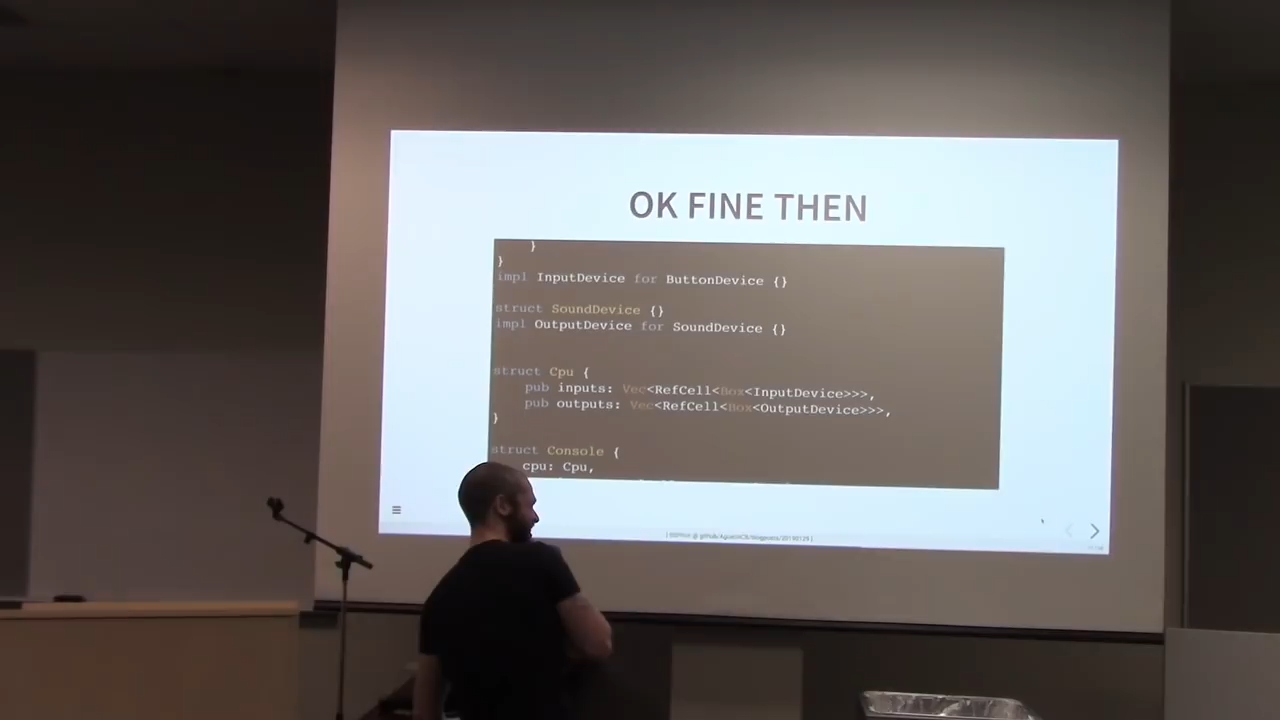 OK FINE THEN
}
}
impl InputDevice for ButtonDevice {}
struct SoundDevice {}
impl OutputDevice for SoundDevice {}
struct Cpu {
pub inputs: Vec<RefCell<Box<InputDevice>>>,
pub outputs: Vec<RefCell<Box<OutputDevice>>>,
}
struct Console {
cpu: Cpu,